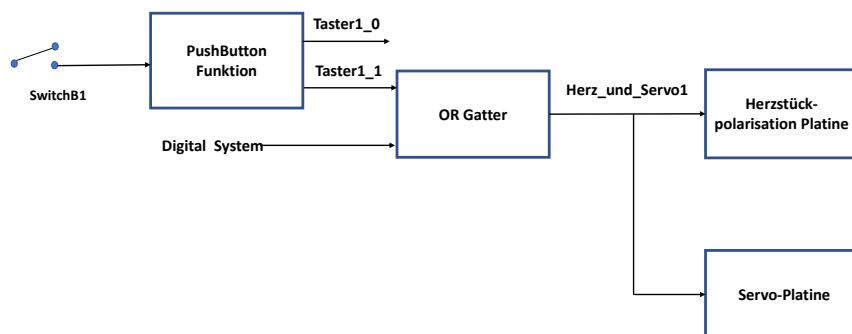 Taster1_0
PushButton
Funktion
Taster1_1
SwitchB1
OR Gatter
Herz_und_Servo1
Herzstück-
polarisation Platine
Digital System
Servo-Platine